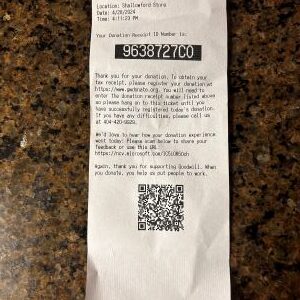 Location: Shallowford Store
Date: 4/20/2024
Time: 4:11:23 PM
Your Donation Receipt ID Number is:
9638727C0
Thank you for your donation. To obtain your
tax receipt, please register your donation at
You will need to
enter the donation receipt number listed above
so please hang on to this ticket until you
have successfully registered today's donation.
If you have any difficulties, please call us
at 404-420-9929.
We'd love to hear how your donation experience
went today! Please scan below to share your
feedback or use this URL:
Again, thank you for supporting Goodwill. When
you donate, you help us put people to work.